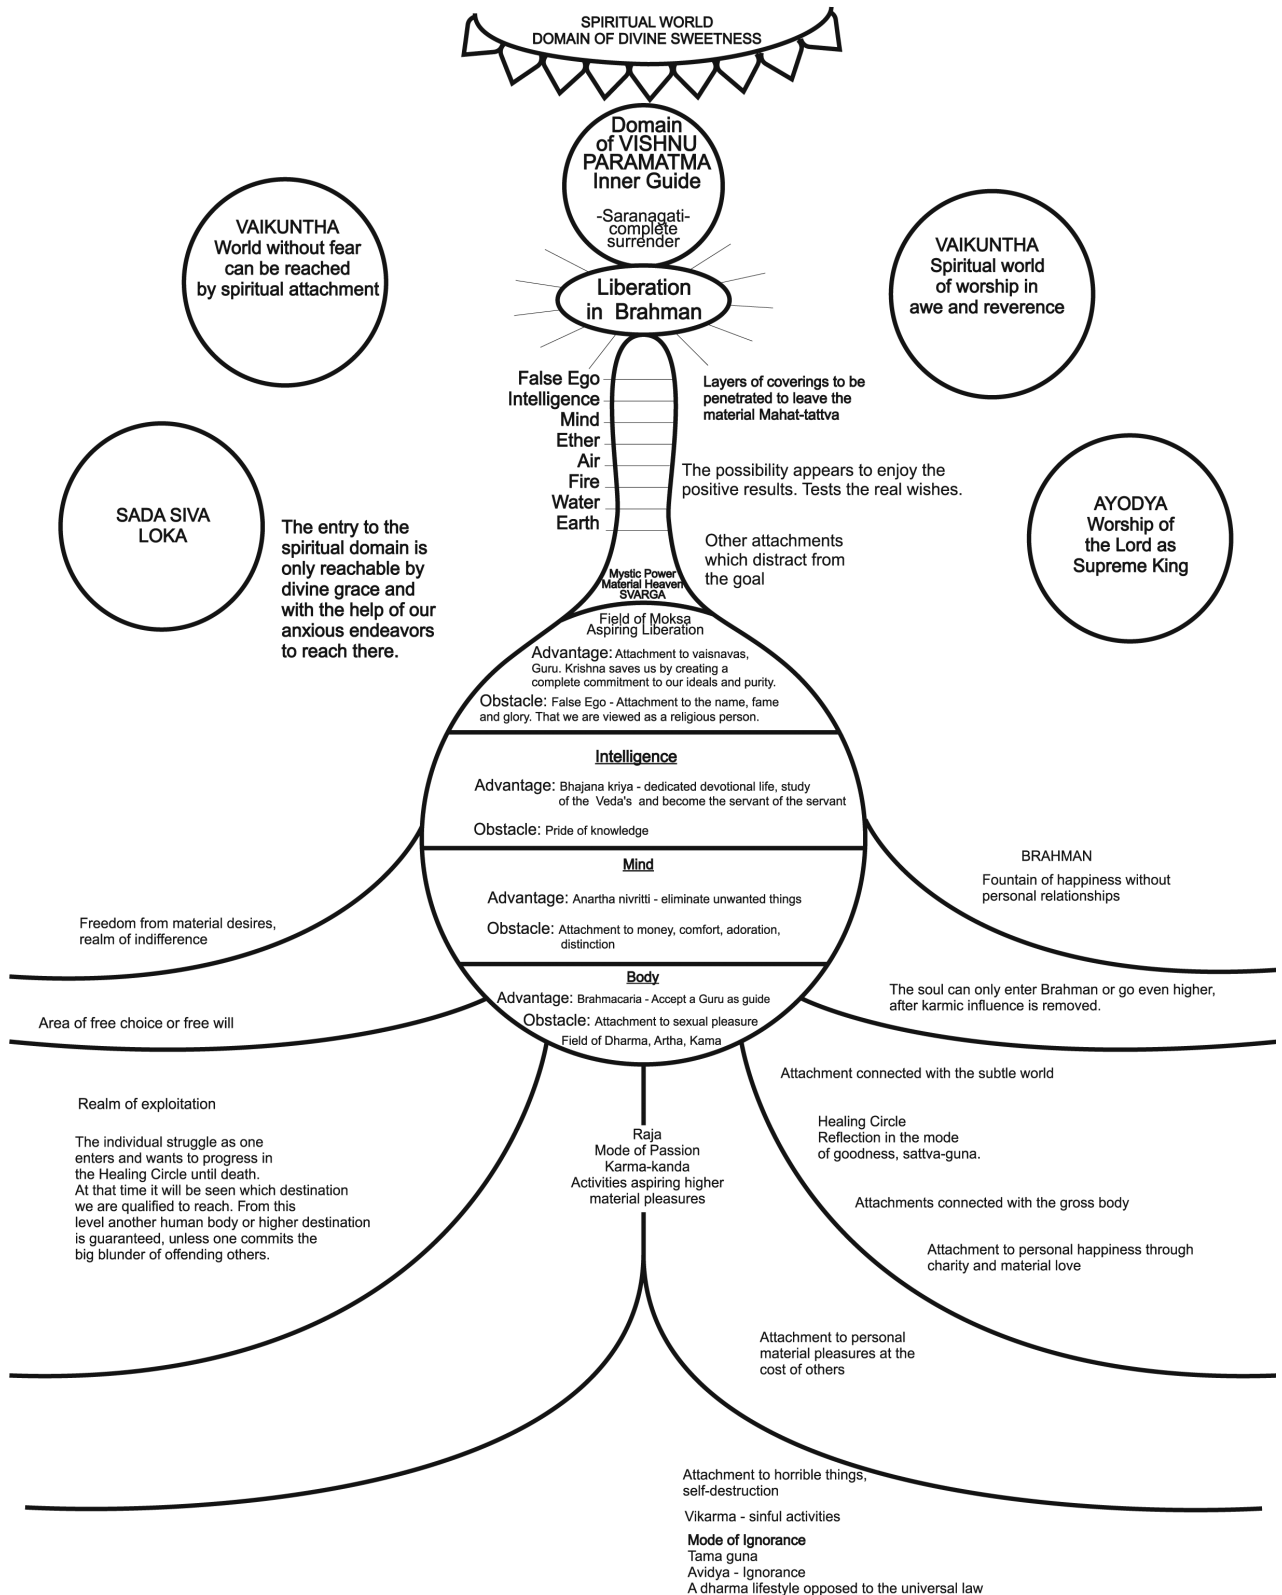 SPIRITUAL WORLD
DOMAIN OF DIVINE SWEETNESS
Domain
of VISHNU
PARAMATMA
Inner Guide
-Saranagati-
complete
surrender
VAIKUNTHA
World without fear
can be reached
by spiritual attachment
VAIKUNTHA
Spiritual world
of worship in
awe and reverence
Liberation
in Brahman
False Ego
Intelligence
Mind
Ether
Air
Fire
Water
Earth
Layers of coverings to be
penetrated to leave the
material Mahat-tattva
The possibility appears to enjoy the
positive results. Tests the real wishes.
Other attachments
which distract from
the goal
SADA SIVA
LOKA
The entry to the
spiritual domain is
only reachable by
divine grace and
with the help of our
anxious endeavors
to reach there.
AYODYA
Worship of
the Lord as
Supreme King
Mystic Power
Material Heaven
SVARGA
Field of Moksa
Aspiring Liberation
Advantage: Attachment to vaisnavas,
Guru. Krishna saves us by creating a
complete commitment to our ideals and purity.
Obstacle: False Ego - Attachment to the name, fame
and glory. That we are viewed as a religious person.
Intelligence
Advantage: Bhajana kriya - dedicated devotional life, study
of the Veda's and become the servant of the servant
Obstacle: Pride of knowledge
Mind
Advantage: Anartha nivritti - eliminate unwanted things
Obstacle: Attachment to money, comfort, adoration,
distinction
Body
Advantage: Brahmacaria - Accept a Guru as guide
Obstacle: Attachment to sexual pleasure
Field of Dharma, Artha, Kama
BRAHMAN
Fountain of happiness without
personal relationships
Freedom from material desires,
realm of indifference
The soul can only enter Brahman or go even higher,
after karmic influence is removed.
Area of free choice or free will
Attachment connected with the subtle world
Realm of exploitation
The individual struggle as one
enters and wants to progress in
the Healing Circle until death.
At that time it will be seen which destination
we are qualified to reach. From this
level another human body or higher destination
is guaranteed, unless one commits the
big blunder of offending others.
Raja
Mode of Passion
Karma-kanda
Activities aspiring higher
material pleasures
Healing Circle
Reflection in the mode
of goodness, sattva-guna.
Attachments connected with the gross body
Attachment to personal happiness through
charity and material love
Attachment to personal
material pleasures at the
cost of others
Attachment to horrible things,
self-destruction
Vikarma - sinful activities
Mode of Ignorance
Tama guna
Avidya - Ignorance
A dharma lifestyle opposed to the universal law